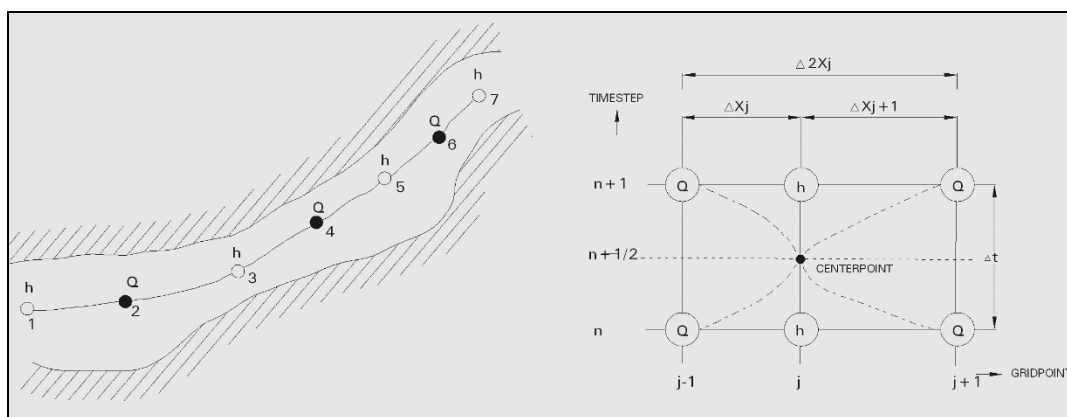 h
1
Q
2
h
3
Q
4
h
5
Q
6
h
7
△2Xj
TIMESTEP
△Xj
△Xj+1
n+1
Q
h
Q
n+1/2
CENTERPOINT
△t
n
Q
h
Q
j-1
j
j+1
GRIDPOINT